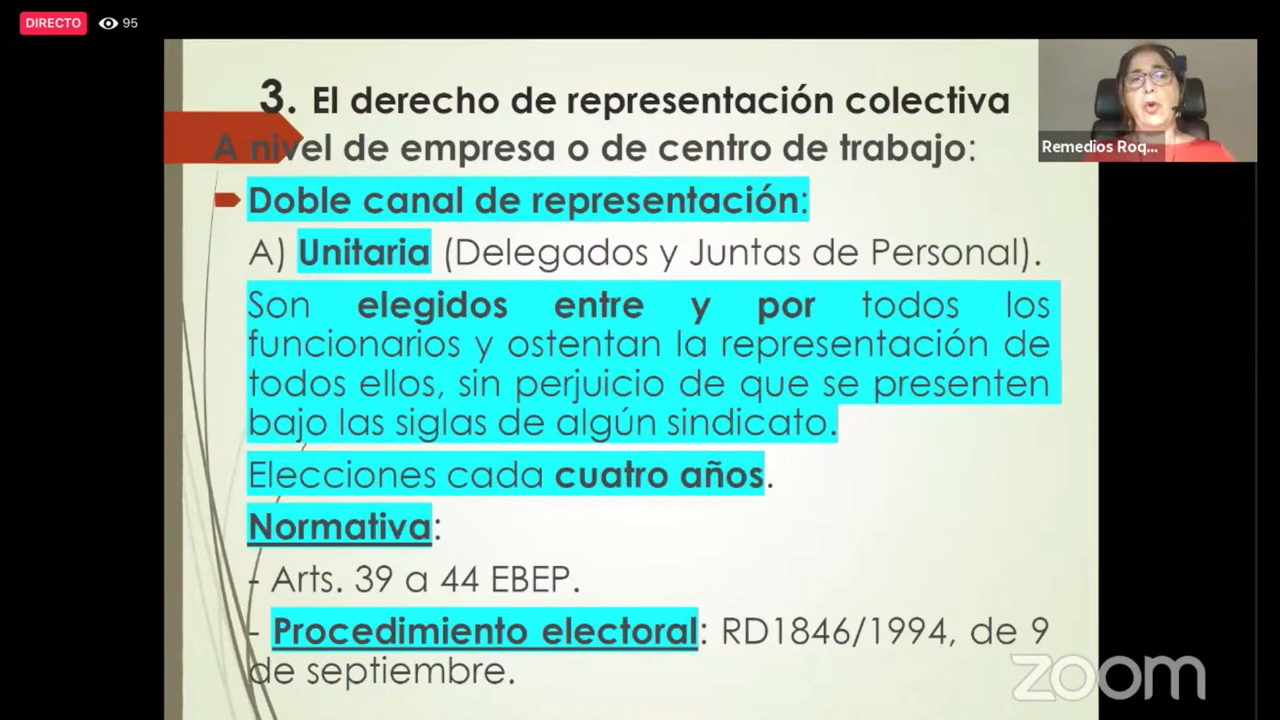 DIRECTO 95
3. El derecho de representación colectiva
A nivel de empresa o de centro de trabajo:
Remedios Roq...
Doble canal de representación:
A) Unitaria (Delegados y Juntas de Personal).
Son elegidos entre y por todos los
funcionarios y ostentan la representación de
todos ellos, sin perjuicio de que se presenten
bajo las siglas de algún sindicato.
Elecciones cada cuatro años.
Normativa:
- Arts. 39 a 44 EBEP.
- Procedimiento electoral: RD1846/1994, de 9
de septiembre.
zoom